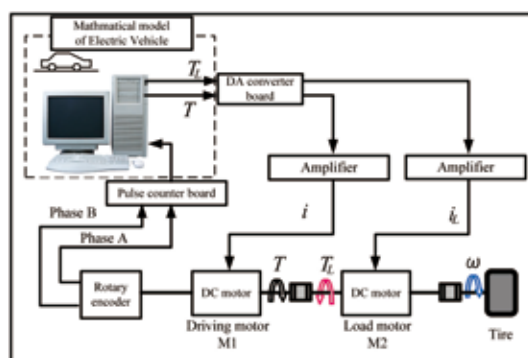 Mathmatical model
of Electric Vehicle
T_L
T
DA converter
board
Amplifier
Amplifier
Pulse counter board
Phase B
Phase A
i
i_L
Rotary
encoder
DC motor
T
T_L
DC motor
ω
Driving motor
M1
Load motor
M2
Tire